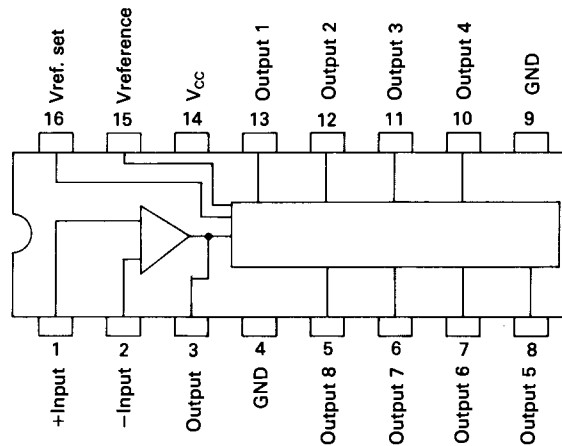 Vref. set
Vreference
VCC
Output 1
Output 2
Output 3
Output 4
GND
16 15 14 13 12 11 10 9
1 2 3 4 5 6 7 8
+Input
−Input
Output
GND
Output 8
Output 7
Output 6
Output 5